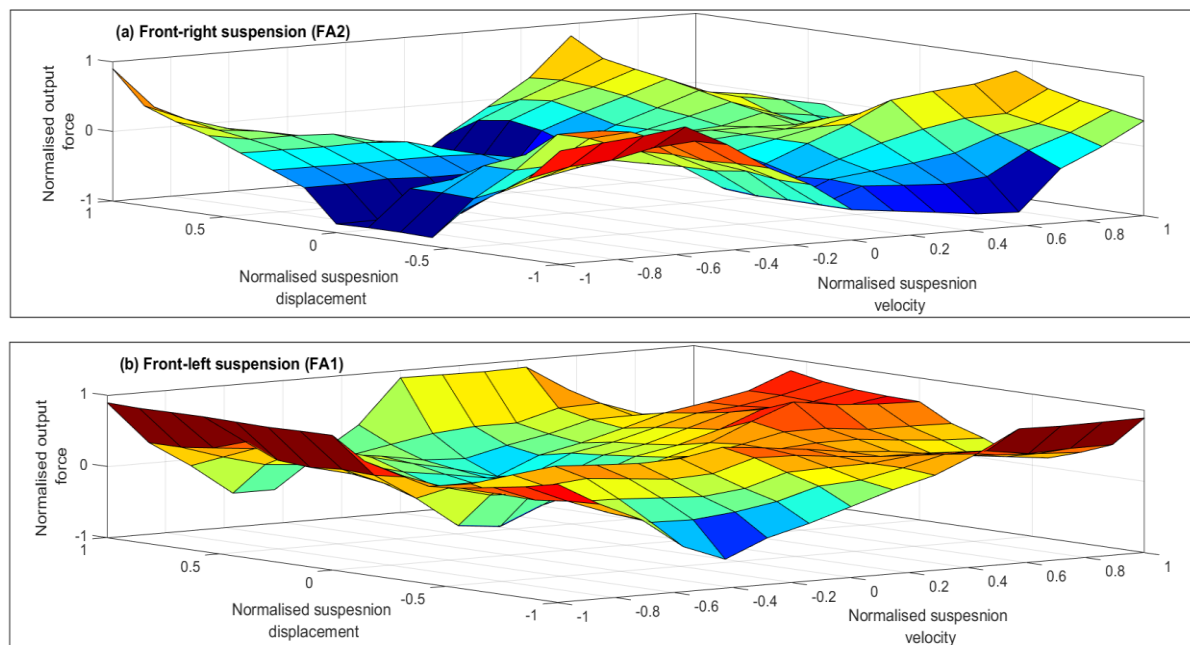 (a) Front-right suspension (FA2)
Normalised output
force
1
0
-1
1
0.5
0
-0.5
-1
Normalised suspesnion
displacement
-1
-0.8
-0.6
-0.4
-0.2
0
0.2
0.4
0.6
0.8
1
Normalised suspesnion
velocity
(b) Front-left suspension (FA1)
Normalised output
force
1
0
-1
1
0.5
0
-0.5
-1
Normalised suspesnion
displacement
-1
-0.8
-0.6
-0.4
-0.2
0
0.2
0.4
0.6
0.8
1
Normalised suspesnion
velocity